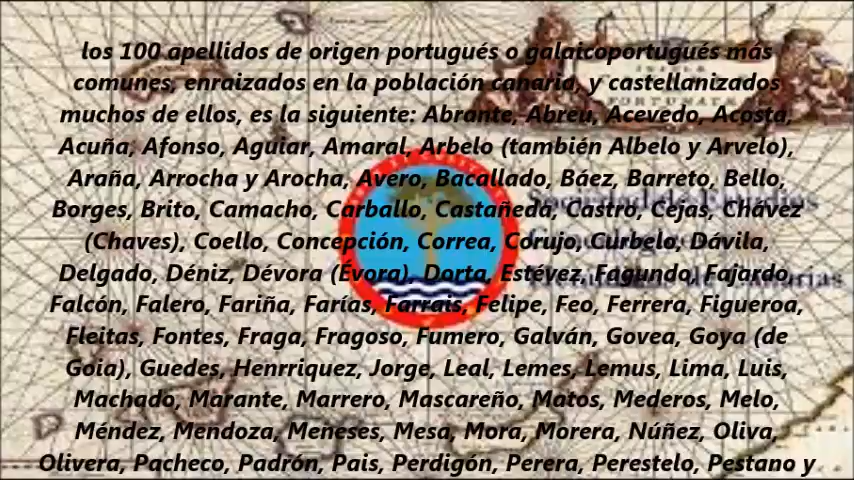 los 100 apellidos de origen portugués o galaicoportugués más
comunes, enraizados en la población canaria, y castellanizados
muchos de ellos, es la siguiente: Abrante, Abreu, Acevedo, Acosta,
Acuña, Afonso, Aguiar, Amaral, Arbelo (también Albelo y Arvelo),
Araña, Arrocha y Arocha, Avero, Bacallado, Báez, Barreto, Bello,
Borges, Brito, Camacho, Carballo, Castañeda, Castro, Cejas, Chávez
(Chaves), Coello, Concepción, Correa, Corujo, Curbelo, Dávila,
Delgado, Déniz, Dévora (Évora), Dorta, Estévez, Fagundo, Fajardo,
Falcón, Falero, Fariña, Farías, Farrais, Felipe, Feo, Ferrera, Figueroa,
Fleitas, Fontes, Fraga, Fragoso, Fumero, Galván, Govea, Goya (de
Goia), Guedes, Henrriquez, Jorge, Leal, Lemes, Lemus, Lima, Luis,
Machado, Marante, Marrero, Mascareño, Matos, Mederos, Melo,
Méndez, Mendoza, Meneses, Mesa, Mora, Morera, Núñez, Oliva,
Olivera, Pacheco, Padrón, Pais, Perdigón, Perera, Perestelo, Pestano y